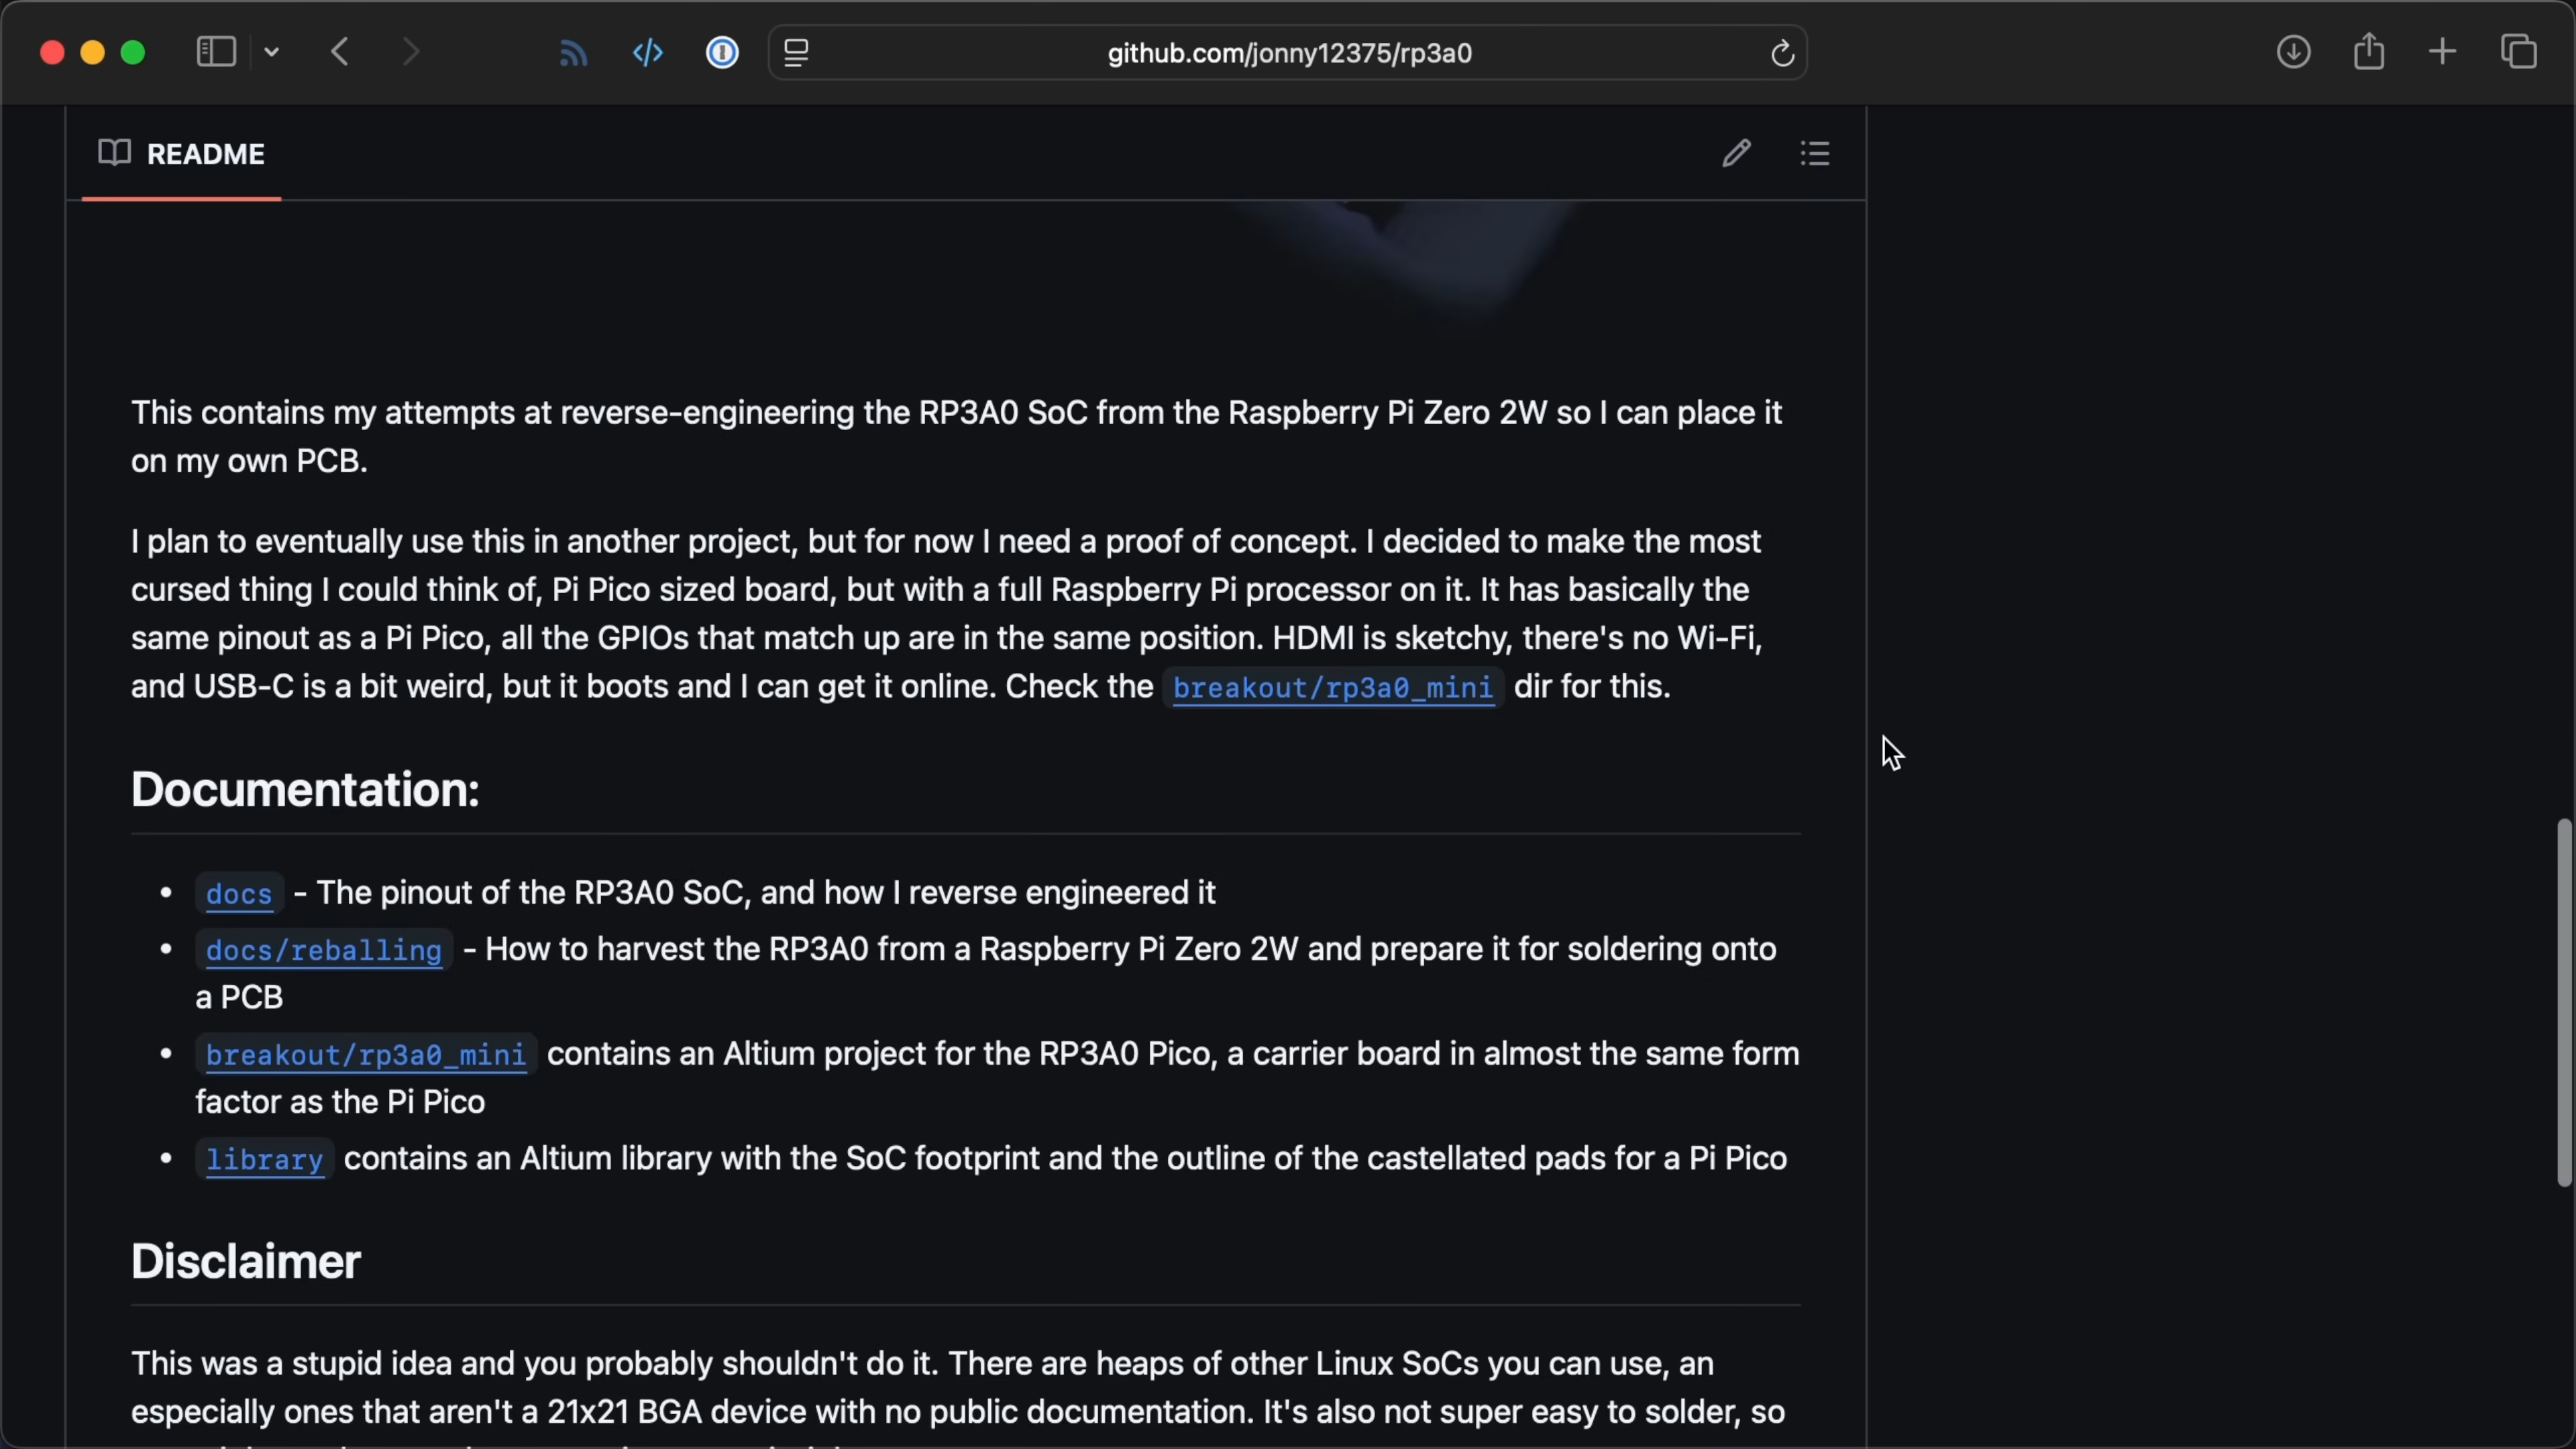 github.com/jonny12375/rp3a0
README
This contains my attempts at reverse-engineering the RP3A0 SoC from the Raspberry Pi Zero 2W so I can place it
on my own PCB.
I plan to eventually use this in another project, but for now I need a proof of concept. I decided to make the most
cursed thing I could think of, Pi Pico sized board, but with a full Raspberry Pi processor on it. It has basically the
same pinout as a Pi Pico, all the GPIOs that match up are in the same position. HDMI is sketchy, there's no Wi-Fi,
and USB-C is a bit weird, but it boots and I can get it online. Check the breakout/rp3a0_mini dir for this.
Documentation:
• docs - The pinout of the RP3A0 SoC, and how I reverse engineered it
• docs/reballing - How to harvest the RP3A0 from a Raspberry Pi Zero 2W and prepare it for soldering onto
a PCB
• breakout/rp3a0_mini contains an Altium project for the RP3A0 Pico, a carrier board in almost the same form
factor as the Pi Pico
• library contains an Altium library with the SoC footprint and the outline of the castellated pads for a Pi Pico
Disclaimer
This was a stupid idea and you probably shouldn't do it. There are heaps of other Linux SoCs you can use, an
especially ones that aren't a 21x21 BGA device with no public documentation. It's also not super easy to solder, so